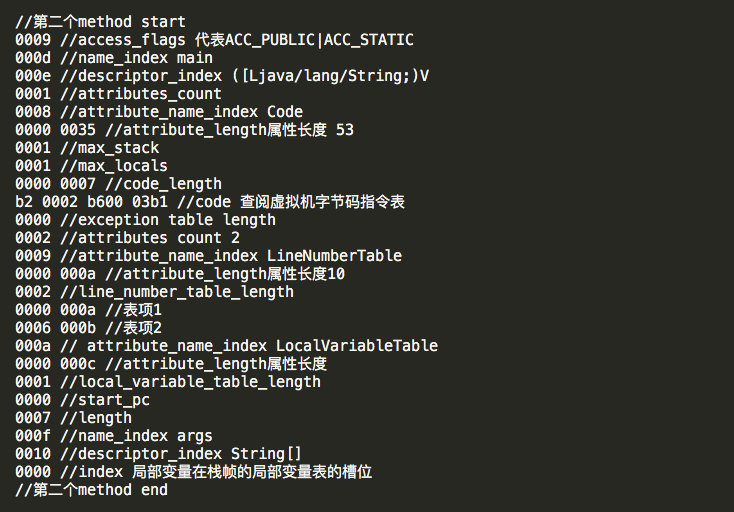 //第二个method start
0009 //access_flags 代表ACC_PUBLIC|ACC_STATIC
000d //name_index main
000e //descriptor_index ([Ljava/lang/String;)V
0001 //attributes_count
0008 //attribute_name_index Code
0000 0035 //attribute_length属性长度 53
0001 //max_stack
0001 //max_locals
0000 0007 //code_length
b2 0002 b600 03b1 //code 查阅虚拟机字节码指令表
0000 //exception table length
0002 //attributes count 2
0009 //attribute_name_index LineNumberTable
0000 000a //attribute_length属性长度10
0002 //line_number_table_length
0000 000a //表项1
0006 000b //表项2
000a // attribute_name_index LocalVariableTable
0000 000c //attribute_length属性长度
0001 //local_variable_table_length
0000 //start_pc
0007 //length
000f //name_index args
0010 //descriptor_index String[]
0000 //index 局部变量在栈帧的局部变量表的槽位
//第二个method end